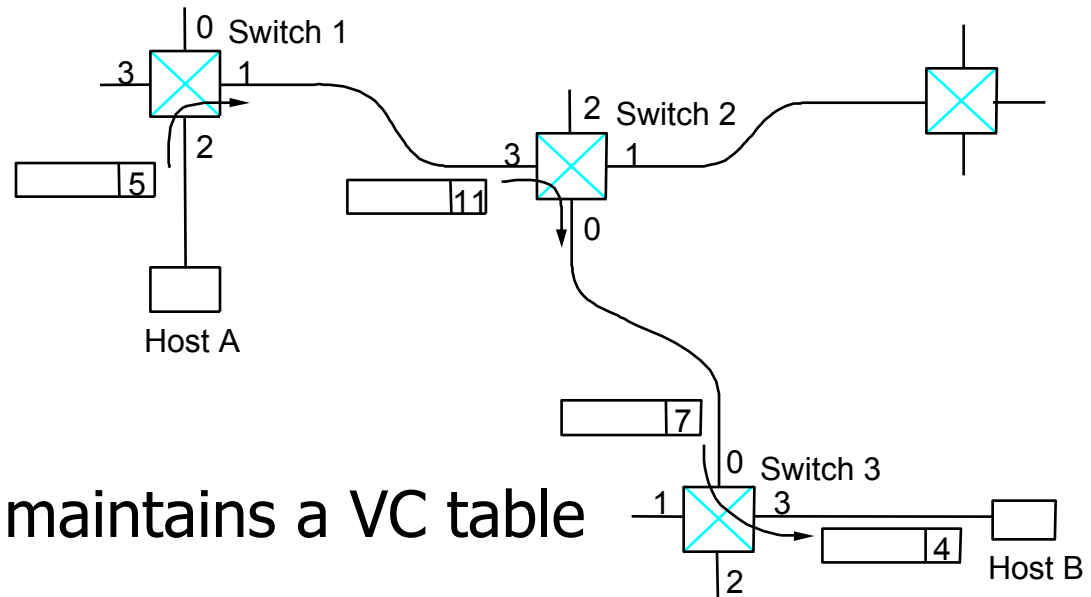 0 Switch 1
3 1
2
5
Host A
2 Switch 2
3 1
11
0
7
0 Switch 3
1 3
4
2
Host B
maintains a VC table